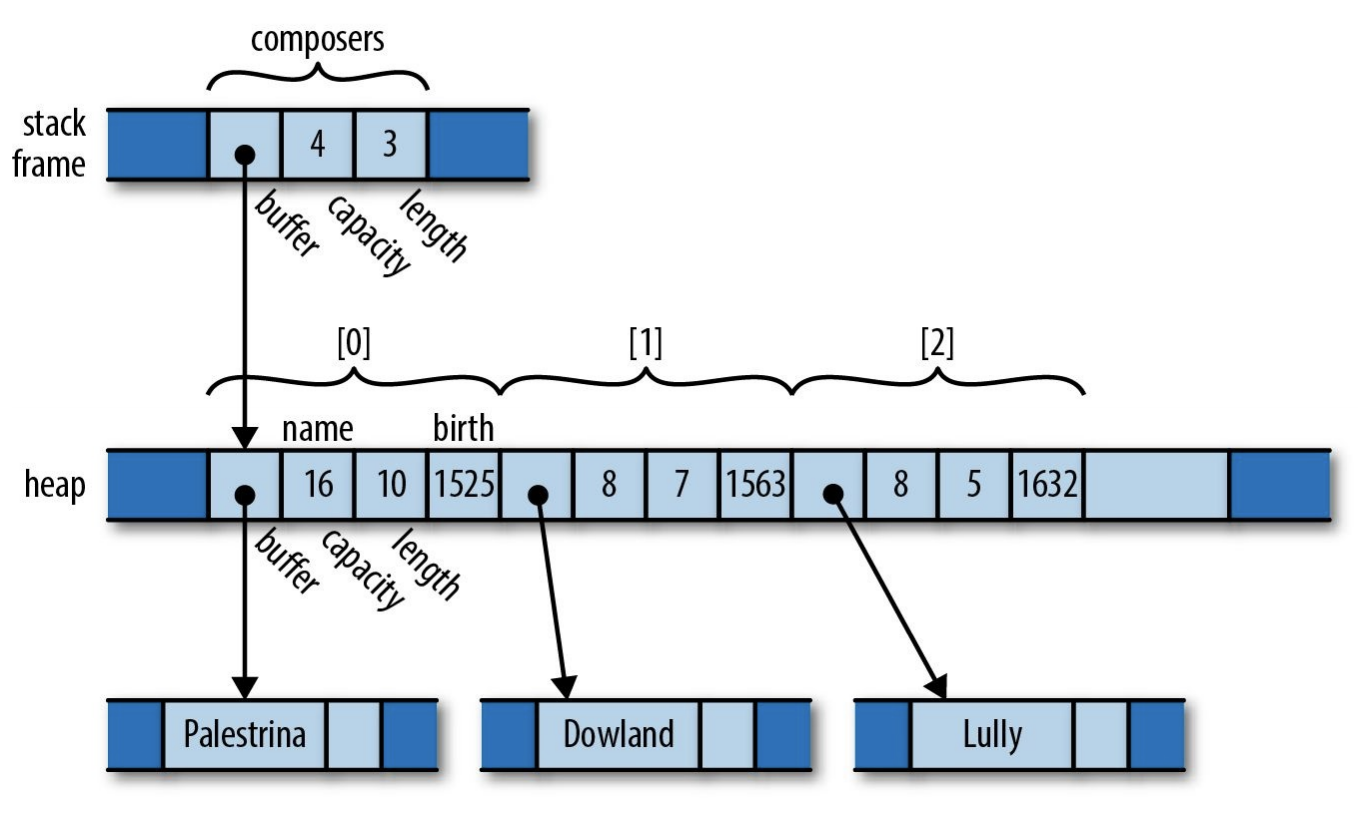 composers
stack
frame
4 3
buffer capacity length
[0] [1] [2]
name birth
heap
16 10 1525 8 7 1563 8 5 1632
buffer capacity length
Palestrina Dowland Lully